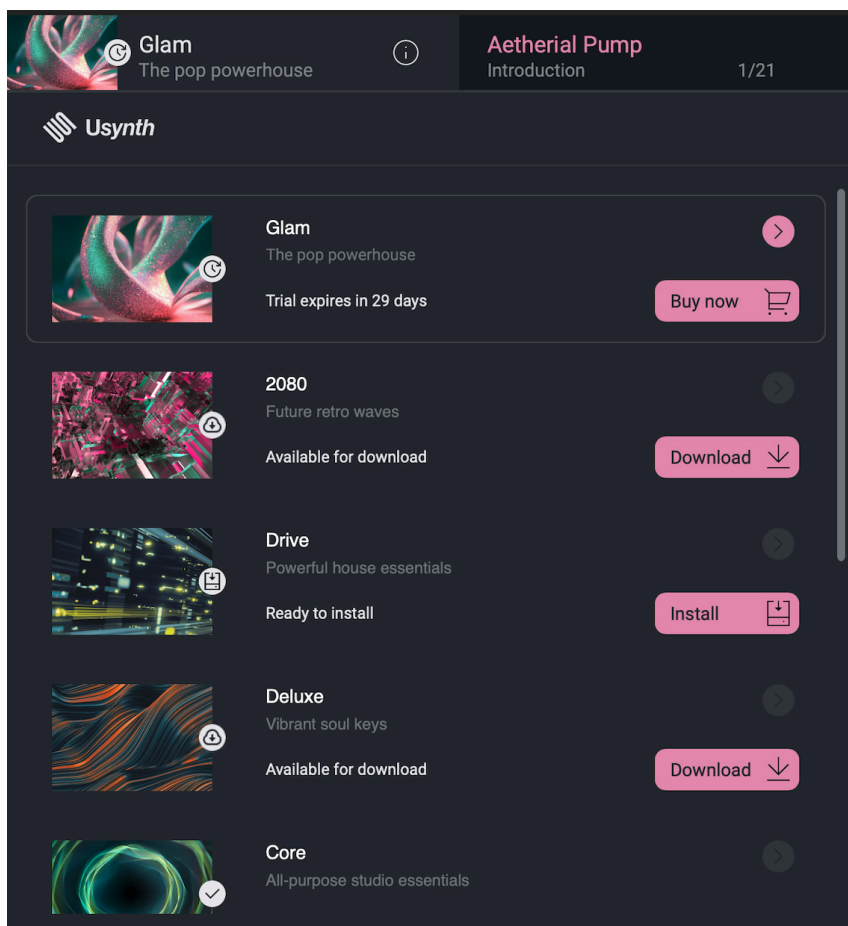 Glam
The pop powerhouse
Aetherial Pump
Introduction 1/21
Usynth
Glam
The pop powerhouse
Trial expires in 29 days
Buy now
2080
Future retro waves
Available for download
Download
Drive
Powerful house essentials
Ready to install
Install
Deluxe
Vibrant soul keys
Available for download
Download
Core
All-purpose studio essentials